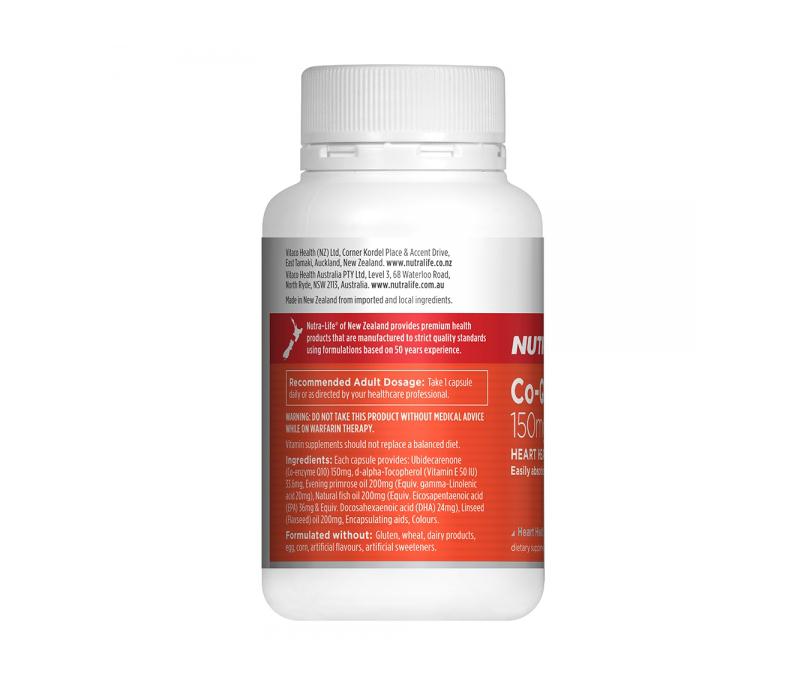 Vitaco Health (NZ) Ltd, Corner Kordel Place & Accent Drive,
East Tamaki, Auckland, New Zealand. www.nutralife.co.nz
Vitaco Health Australia PTY Ltd, Level 3, 68 Waterloo Road,
North Ryde, NSW 2113, Australia. www.nutralife.com.au
Made in New Zealand from imported and local ingredients.
Nutra-Life® of New Zealand provides premium health
products that are manufactured to strict quality standards
using formulations based on 50 years experience.
Recommended Adult Dosage: Take 1 capsule
daily or as directed by your healthcare professional.
WARNING: DO NOT TAKE THIS PRODUCT WITHOUT MEDICAL ADVICE
WHILE ON WARFARIN THERAPY.
Vitamin supplements should not replace a balanced diet.
Ingredients: Each capsule provides: Ubidecarenone
(Co-enzyme Q10) 150mg, d-alpha-Tocopherol (Vitamin E 50 IU)
33.6mg, Evening primrose oil 200mg (Equiv. gamma-Linolenic
acid 20mg), Natural fish oil 200mg (Equiv. Eicosapentaenoic acid
(EPA) 36mg & Equiv. Docosahexaenoic acid (DHA) 24mg), Linseed
(Flaxseed) oil 200mg, Encapsulating aids, Colours.
Formulated without: Gluten, wheat, dairy products,
egg, corn, artificial flavours, artificial sweeteners.
NUT
Co-Q
150m
HEART HE
Easily absor
Heart Heal
dietary supplem